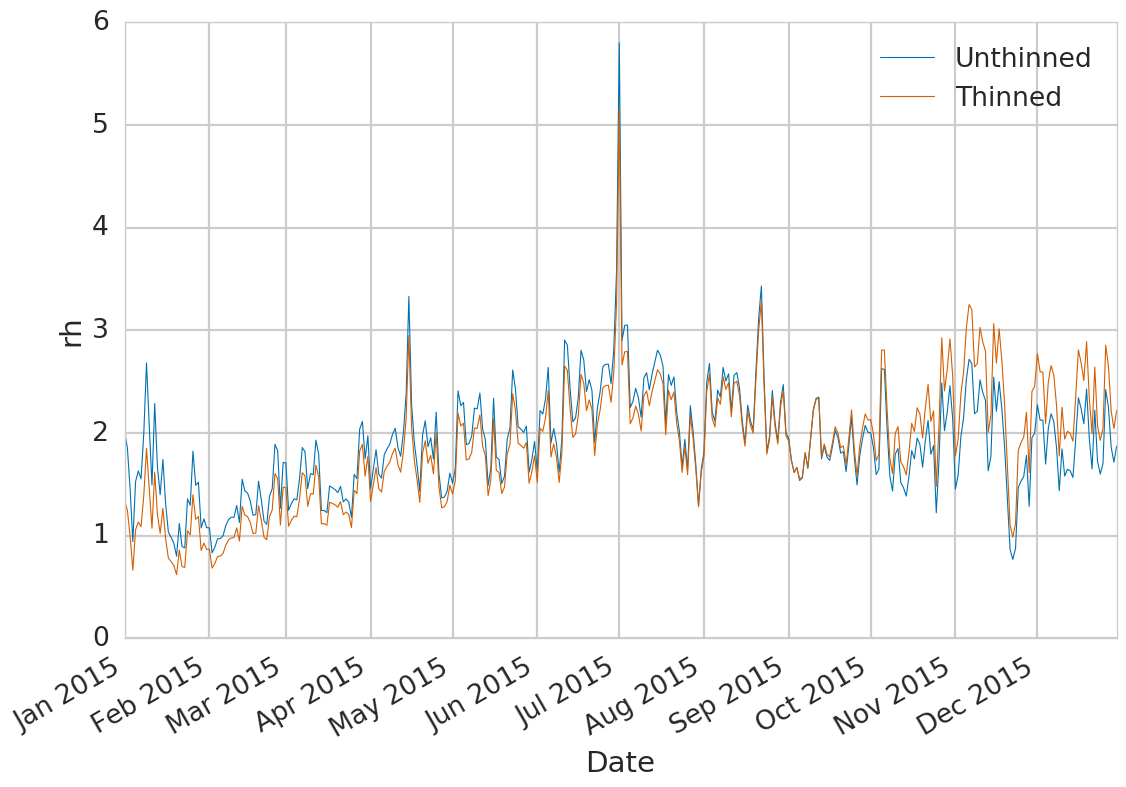 6
5
4
3
2
1
0
rh
Unthinned
Thinned
Jan 2015
Feb 2015
Mar 2015
Apr 2015
May 2015
Jun 2015
Jul 2015
Aug 2015
Sep 2015
Oct 2015
Nov 2015
Dec 2015
Date